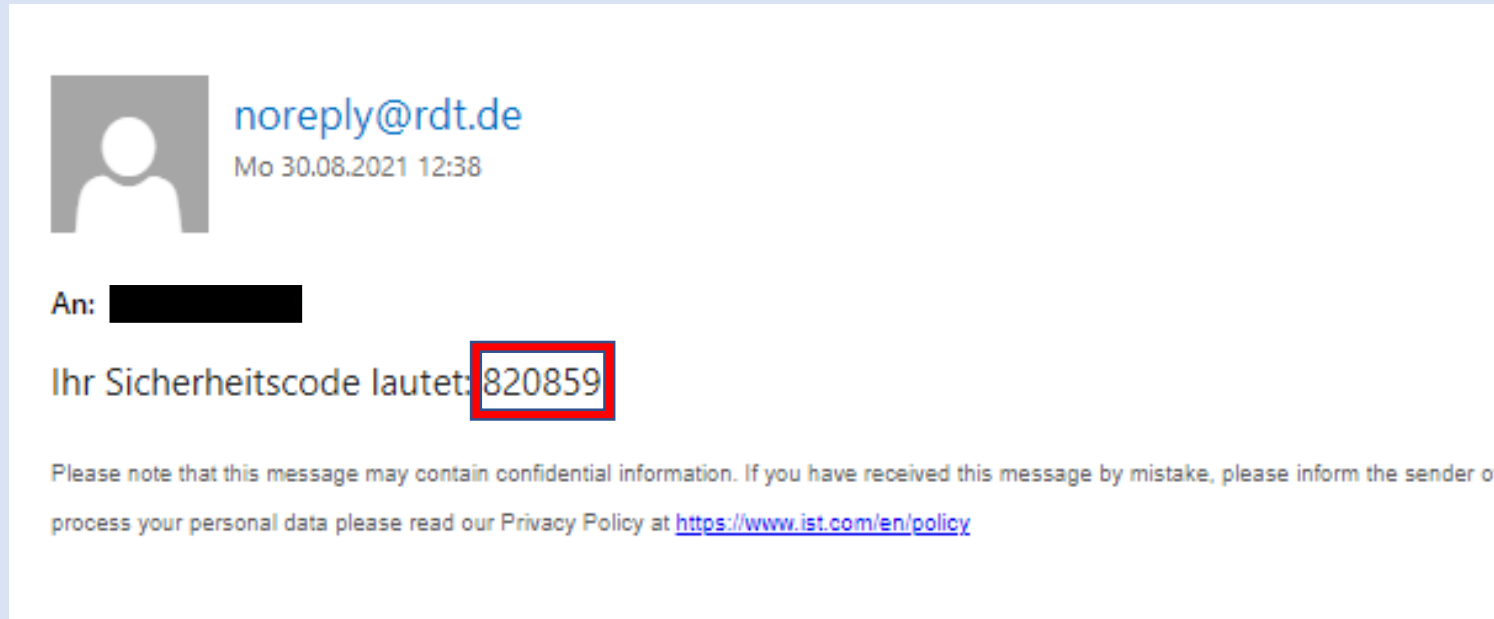 noreply@rdt.de
Mo 30.08.2021 12:38
An:
Ihr Sicherheitscode lautet: 820859
Please note that this message may contain confidential information. If you have received this message by mistake, please inform the sender o
process your personal data please read our Privacy Policy at https://www.ist.com/en/policy